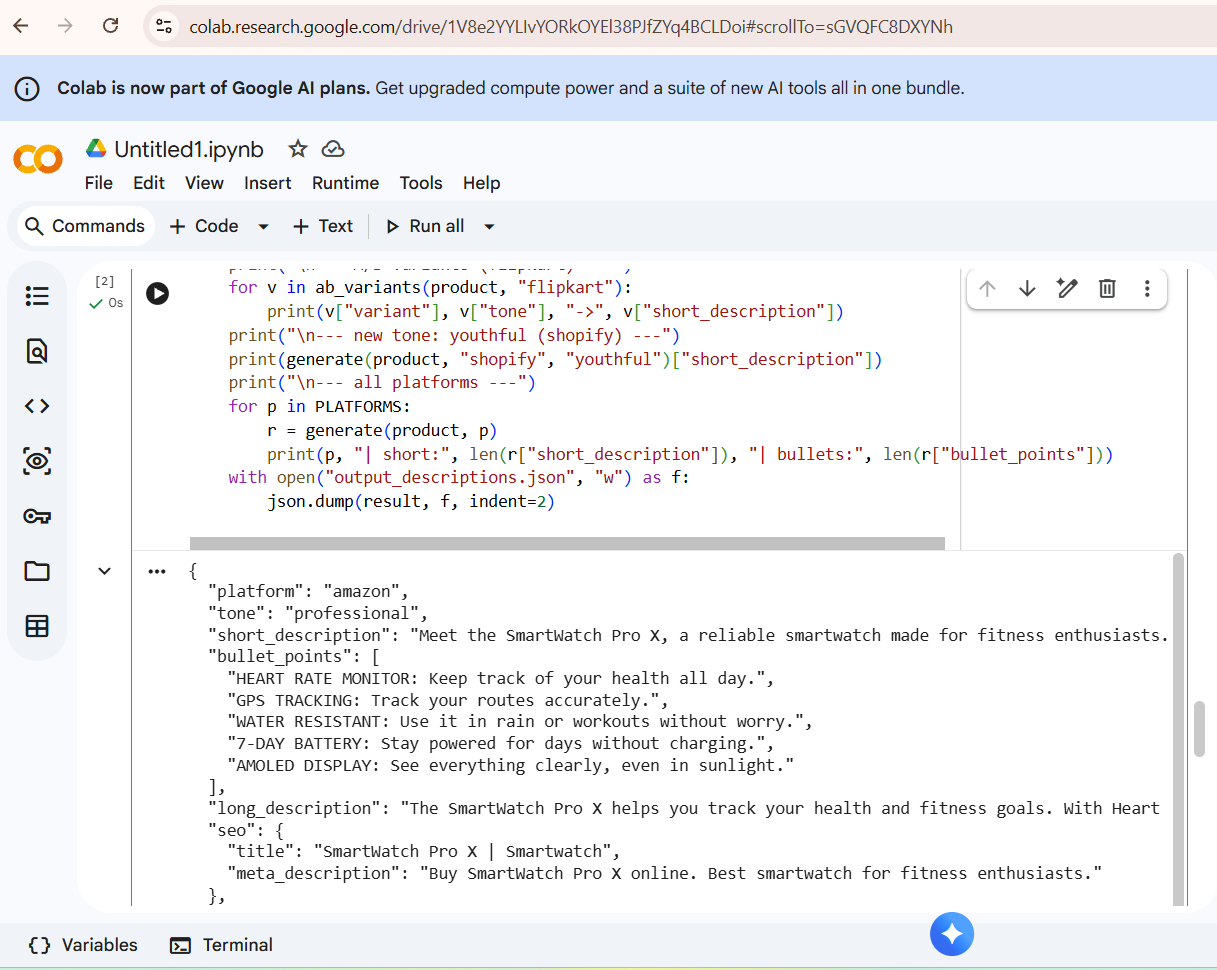 colab.research.google.com/drive/1V8e2YYLIvYORkOYEl38PJfZYq4BCLDoi#scrollTo=sGVQFC8DXYNh
Colab is now part of Google AI plans. Get upgraded compute power and a suite of new AI tools all in one bundle.
Untitled1.ipynb
File Edit View Insert Runtime Tools Help
Commands + Code + Text Run all
[2]
0s
for v in ab_variants(product, "flipkart"):
print(v["variant"], v["tone"], "->", v["short_description"])
print("\n--- new tone: youthful (shopify) ---")
print(generate(product, "shopify", "youthful")["short_description"])
print("\n--- all platforms ---")
for p in PLATFORMS:
r = generate(product, p)
print(p, "| short:", len(r["short_description"]), "| bullets:", len(r["bullet_points"]))
with open("output_descriptions.json", "w") as f:
json.dump(result, f, indent=2)
{
"platform": "amazon",
"tone": "professional",
"short_description": "Meet the SmartWatch Pro X, a reliable smartwatch made for fitness enthusiasts.
"bullet_points": [
"HEART RATE MONITOR: Keep track of your health all day.",
"GPS TRACKING: Track your routes accurately.",
"WATER RESISTANT: Use it in rain or workouts without worry.",
"7-DAY BATTERY: Stay powered for days without charging.",
"AMOLED DISPLAY: See everything clearly, even in sunlight."
],
"long_description": "The SmartWatch Pro X helps you track your health and fitness goals. With Heart
"seo": {
"title": "SmartWatch Pro X | Smartwatch",
"meta_description": "Buy SmartWatch Pro X online. Best smartwatch for fitness enthusiasts."
},
{} Variables Terminal